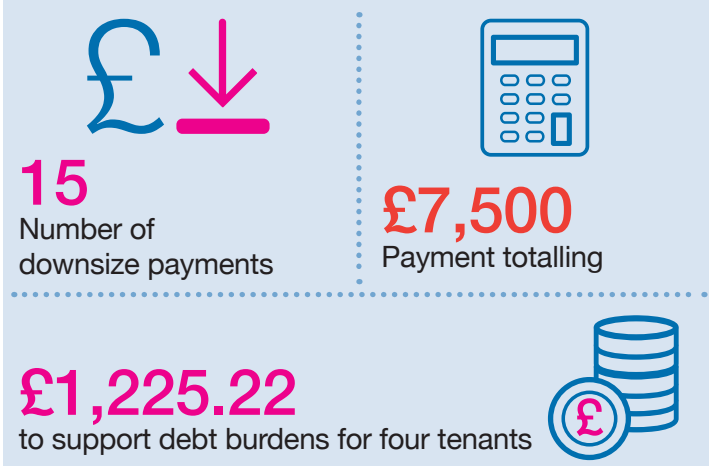 15
Number of
downsize payments
£7,500
Payment totalling
£1,225.22
to support debt burdens for four tenants